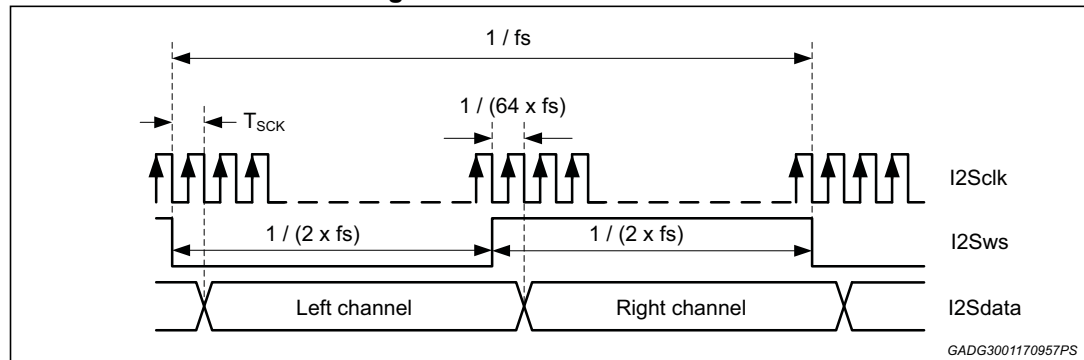 1 / fs
1 / (64 x fs)
TSCK
I2Sclk
1 / (2 x fs) 1 / (2 x fs)
I2Sws
Left channel Right channel I2Sdata
GADG3001170957PS